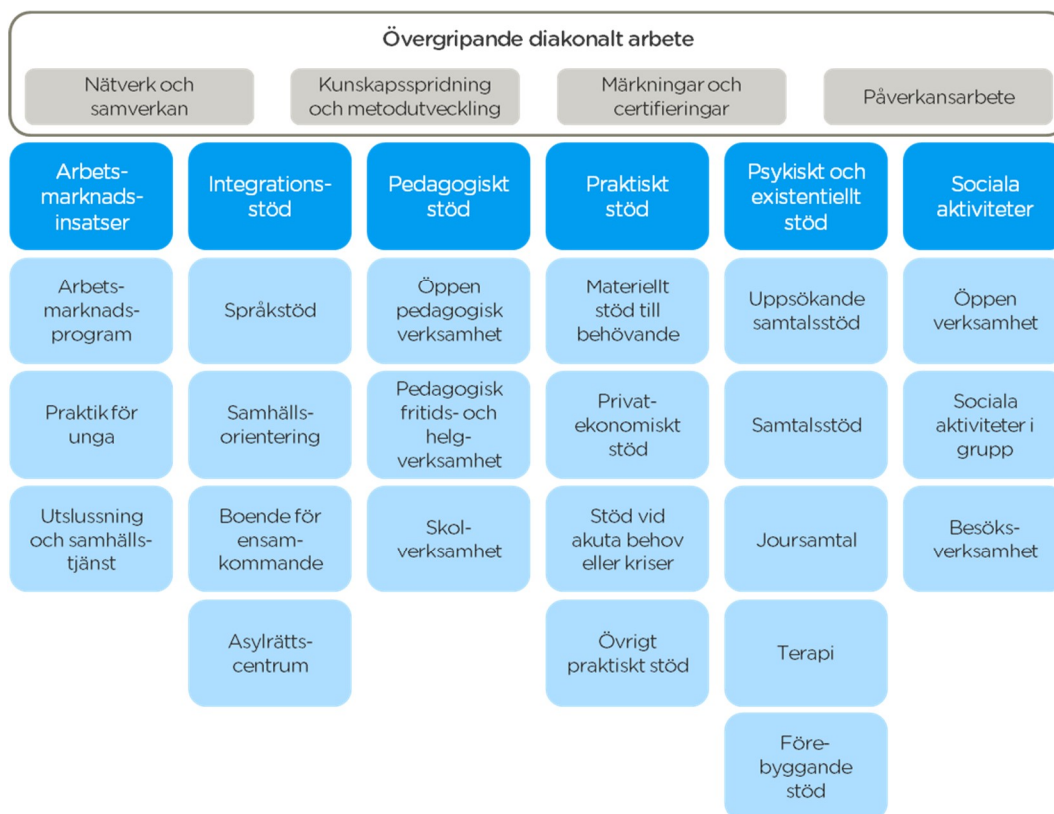 Övergripande diakonalt arbete
Nätverk och
samverkan
Kunskapsspridning
och metodutveckling
Märkningar och
certifieringar
Påverkansarbete
Arbets-
marknads-
insatser
Arbets-
marknads-
program
Praktik för
unga
Utslussning
och samhälls-
tjänst
Integrations-
stöd
Språkstöd
Samhälls-
orientering
Boende för
ensam-
kommande
Asylrätts-
centrum
Pedagogiskt
stöd
Öppen
pedagogisk
verksamhet
Pedagogisk
fritids- och
helg-
verksamhet
Skol-
verksamhet
Praktiskt
stöd
Materiellt
stöd till
behövande
Privat-
ekonomiskt
stöd
Stöd vid
akuta behov
eller kriser
Övrigt
praktiskt stöd
Psykiskt och
existentiellt
stöd
Uppsökande
samtalsstöd
Samtalsstöd
Joursamtal
Terapi
Före-
byggande
stöd
Sociala
aktiviteter
Öppen
verksamhet
Sociala
aktiviteter i
grupp
Besöks-
verksamhet